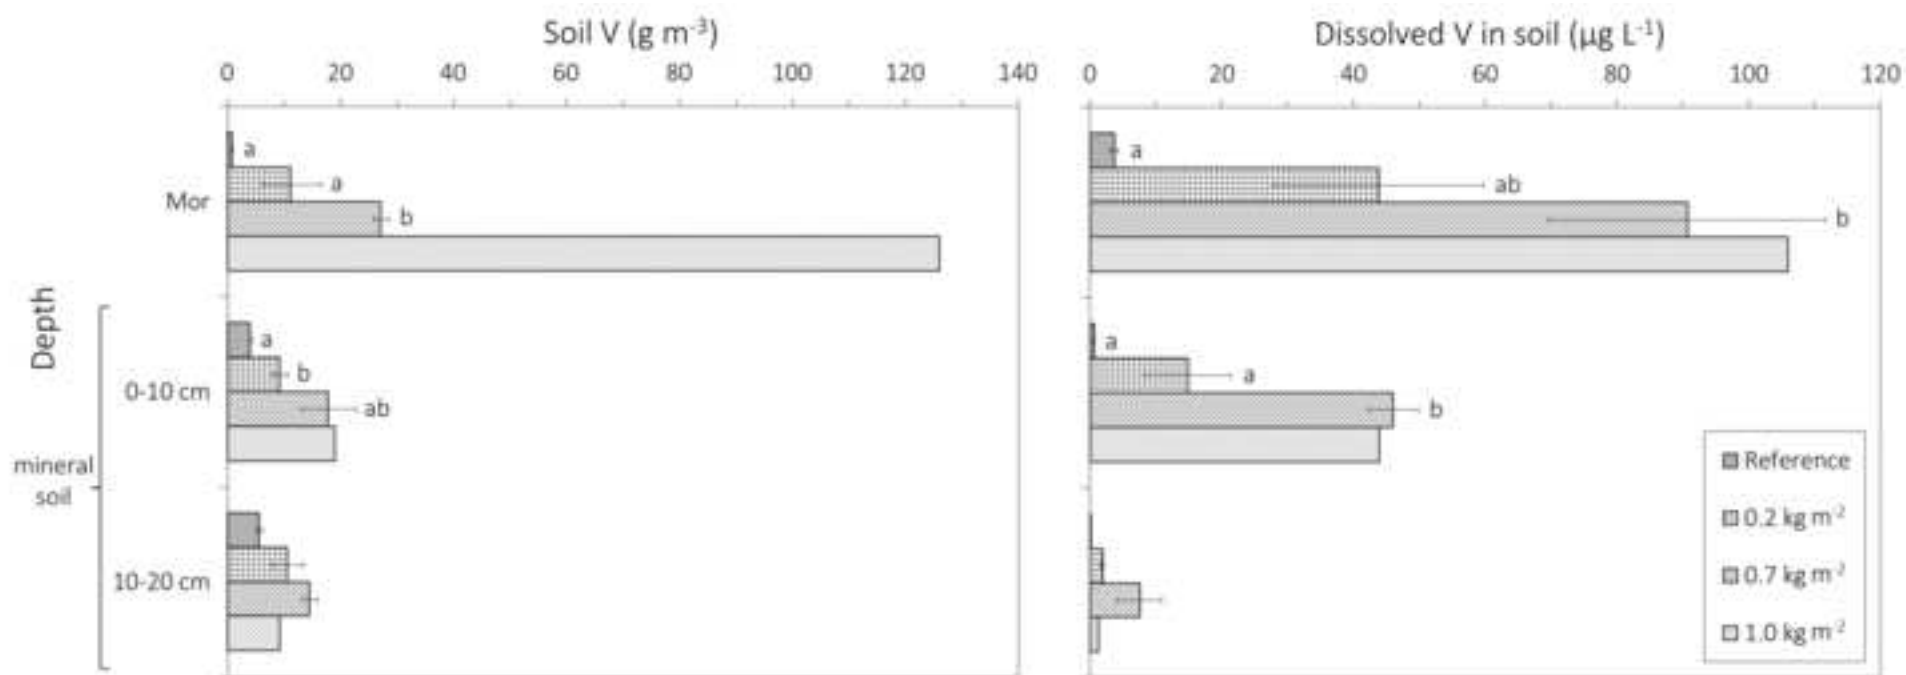 Soil V (g m-3)
0 20 40 60 80 100 120 140
Dissolved V in soil (µg L-1)
0 20 40 60 80 100 120
Depth
mineral
soil
Mor
0-10 cm
10-20 cm
a
a
b
a
b
ab
a
ab
b
a
a
b
Reference
0.2 kg m-2
0.7 kg m-2
1.0 kg m-2